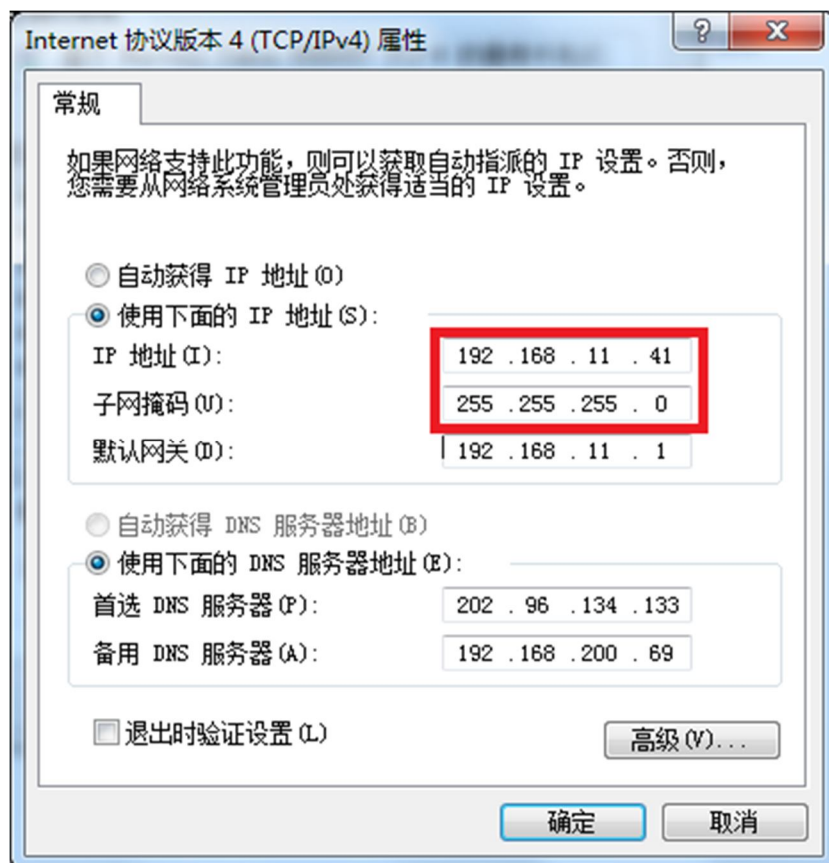 Internet 协议版本 4 (TCP/IPv4) 属性
常规
如果网络支持此功能，则可以获取自动指派的 IP 设置。否则，
您需要从网络系统管理员处获得适当的 IP 设置。
自动获得 IP 地址(O)
使用下面的 IP 地址(S):
IP 地址(I): 192 .168 . 11 . 41
子网掩码(U): 255 .255 .255 . 0
默认网关(D): 192 .168 . 11 . 1
自动获得 DNS 服务器地址(B)
使用下面的 DNS 服务器地址(E):
首选 DNS 服务器(P): 202 . 96 .134 .133
备用 DNS 服务器(A): 192 .168 .200 . 69
退出时验证设置(L)
高级(V)...
确定 取消